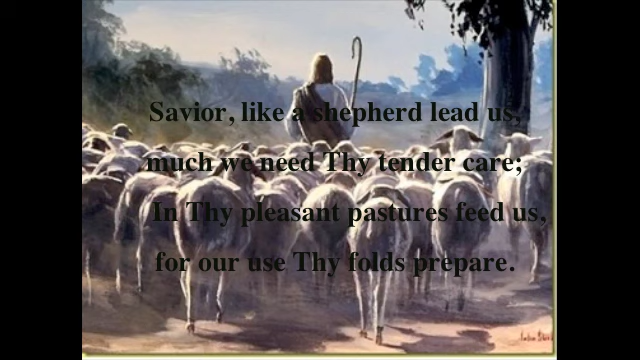 Savior, like a shepherd lead us,
much we need Thy tender care;
In Thy pleasant pastures feed us,
for our use Thy folds prepare.